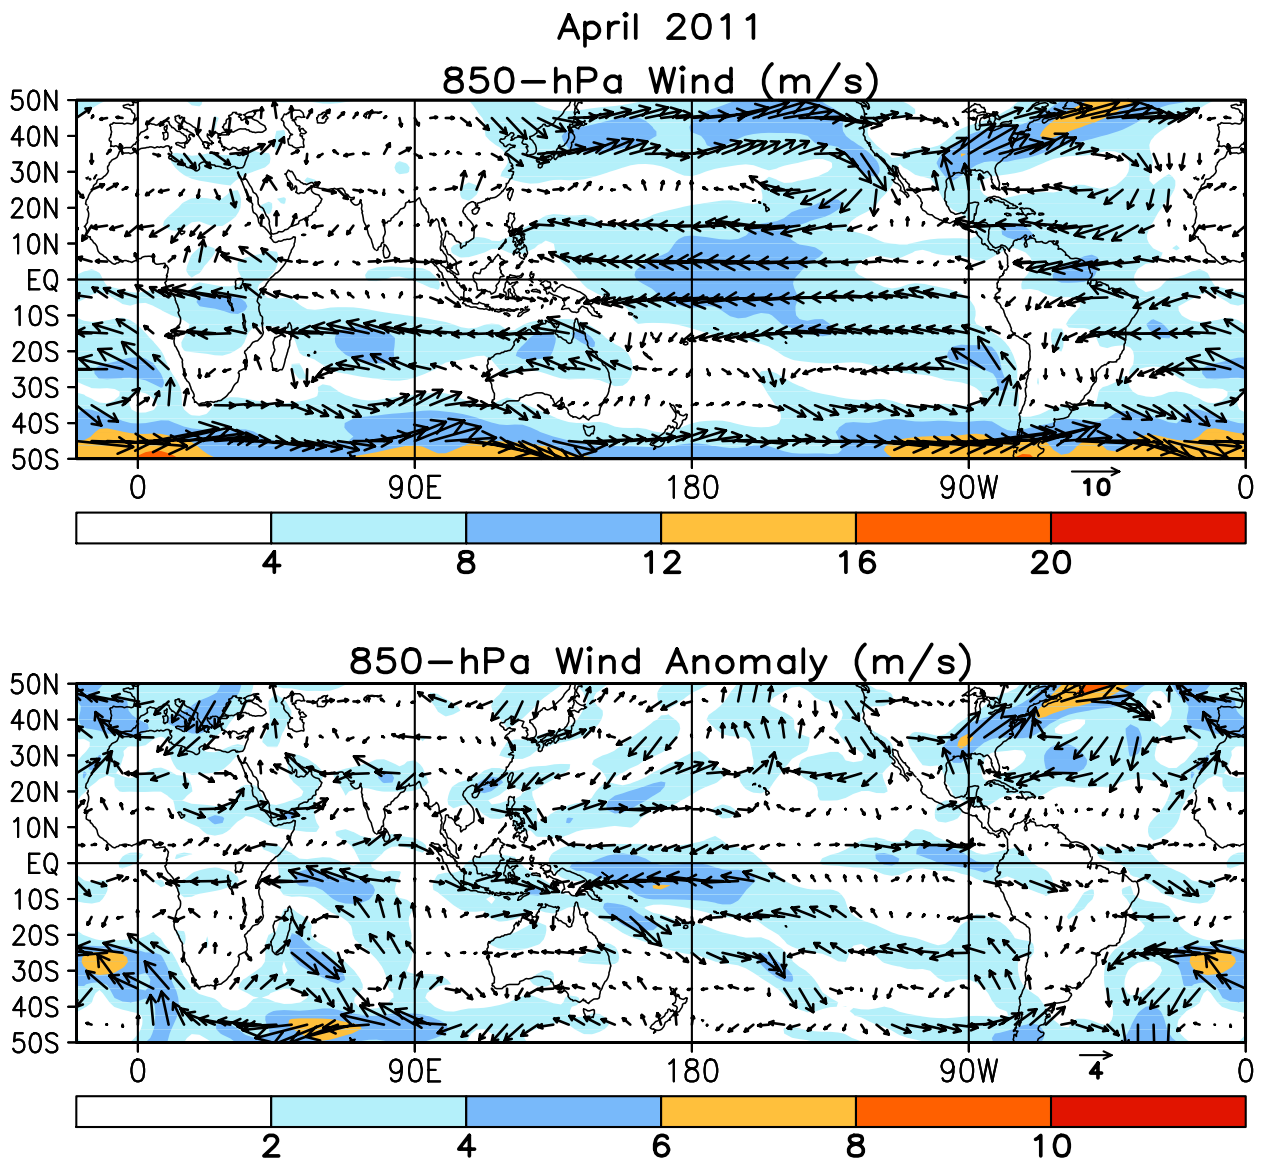 April 2011
850-hPa Wind (m/s)
50N
40N
30N
20N
10N
EQ
10S
20S
30S
40S
50S
0 90E 180 90W 0
10
4 8 12 16 20
850-hPa Wind Anomaly (m/s)
50N
40N
30N
20N
10N
EQ
10S
20S
30S
40S
50S
0 90E 180 90W 0
4
2 4 6 8 10